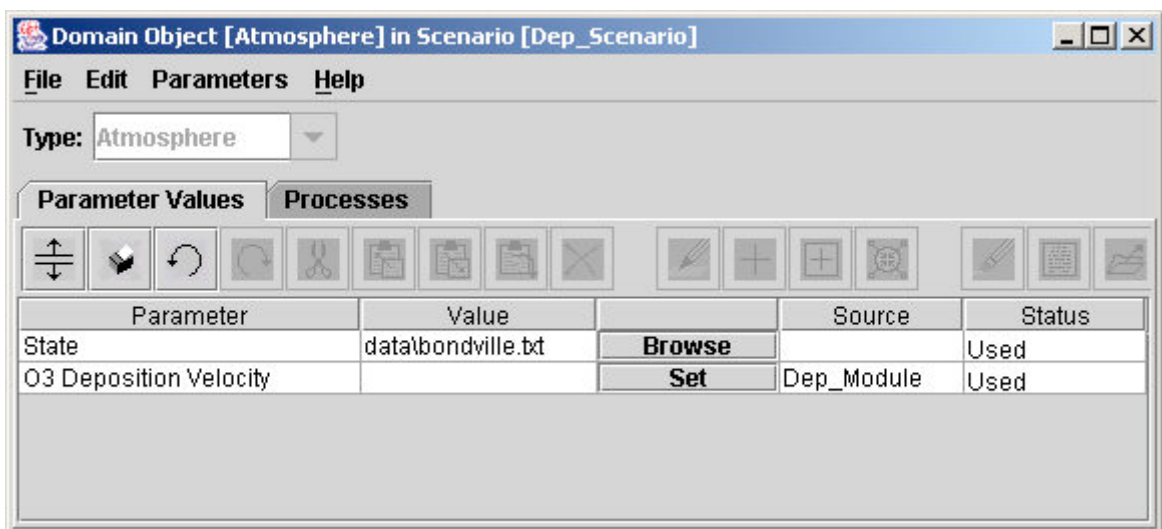 Domain Object [Atmosphere] in Scenario [Dep_Scenario]
File Edit Parameters Help
Type: Atmosphere
Parameter Values Processes
Parameter Value Source Status
State data\bondville.txt Browse Used
O3 Deposition Velocity Set Dep_Module Used